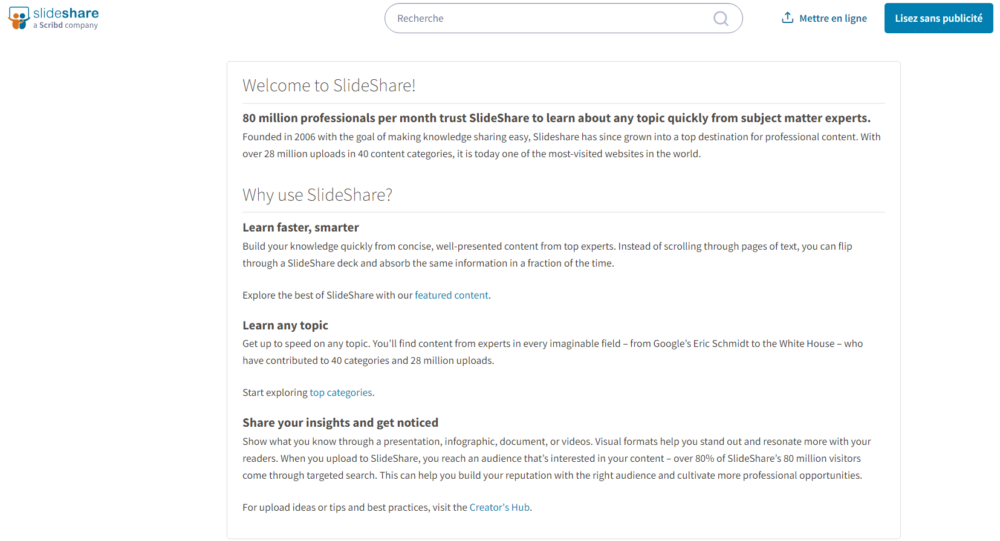 slideshare
a Scribd company
Recherche
Mettre en ligne
Lisez sans publicité
Welcome to SlideShare!
80 million professionals per month trust SlideShare to learn about any topic quickly from subject matter experts.
Founded in 2006 with the goal of making knowledge sharing easy, Slideshare has since grown into a top destination for professional content. With
over 28 million uploads in 40 content categories, it is today one of the most-visited websites in the world.
Why use SlideShare?
Learn faster, smarter
Build your knowledge quickly from concise, well-presented content from top experts. Instead of scrolling through pages of text, you can flip
through a SlideShare deck and absorb the same information in a fraction of the time.
Explore the best of SlideShare with our featured content.
Learn any topic
Get up to speed on any topic. You’ll find content from experts in every imaginable field – from Google’s Eric Schmidt to the White House – who
have contributed to 40 categories and 28 million uploads.
Start exploring top categories.
Share your insights and get noticed
Show what you know through a presentation, infographic, document, or videos. Visual formats help you stand out and resonate more with your
readers. When you upload to SlideShare, you reach an audience that’s interested in your content – over 80% of SlideShare’s 80 million visitors
come through targeted search. This can help you build your reputation with the right audience and cultivate more professional opportunities.
For upload ideas or tips and best practices, visit the Creator's Hub.